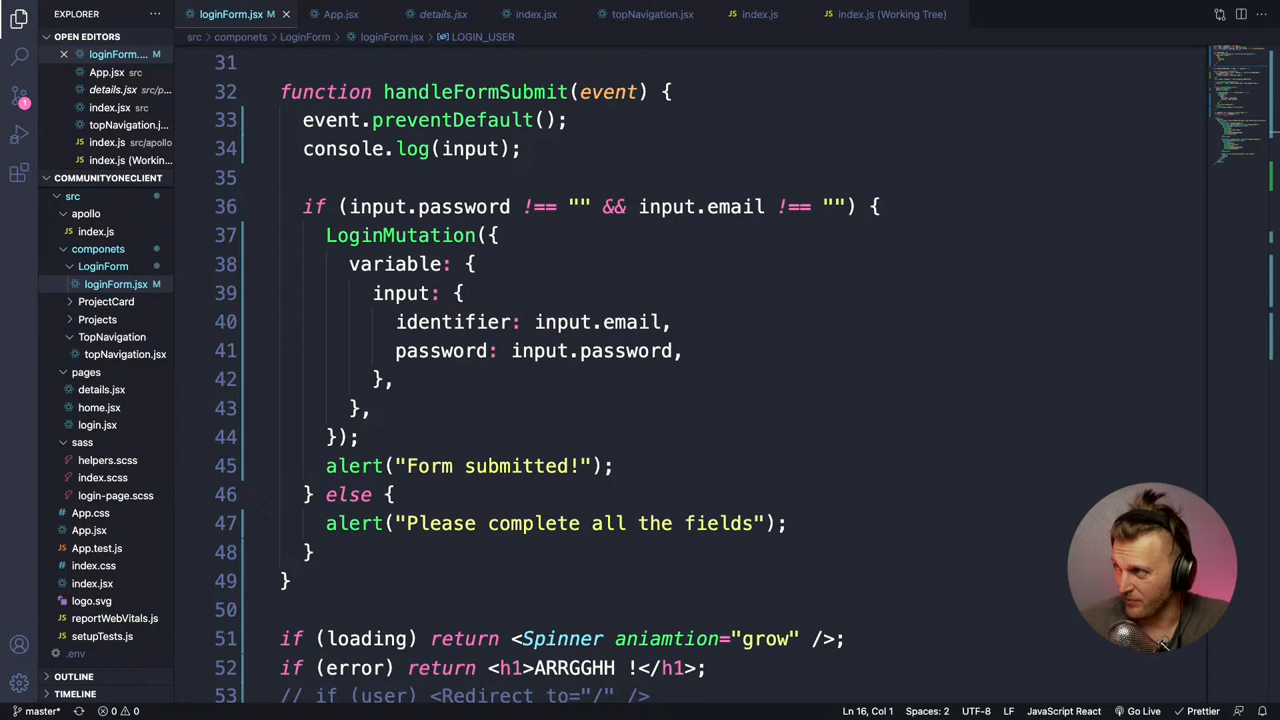 EXPLORER
loginForm.jsx M
App.jsx
details.jsx
index.jsx
topNavigation.jsx
index.js
index.js (Working Tree)
OPEN EDITORS
loginForm.... M
App.jsx src
details.jsx src/p...
index.jsx src/p...
topNavigation.j...
index.js src/apollo
index.js (Workin...
COMMUNITYONECLIENT
src
apollo
index.js
componets
LoginForm
loginForm.jsx M
ProjectCard
Projects
TopNavigation
topNavigation.jsx
pages
details.jsx
home.jsx
login.jsx
sass
helpers.scss
index.scss
login-page.scss
App.css
App.jsx
App.test.js
index.css
index.jsx
logo.svg
reportWebVitals.js
setupTests.js
.env
OUTLINE
TIMELINE
1
src > componets > LoginForm > loginForm.jsx > LOGIN_USER
31
32 function handleFormSubmit(event) {
33 event.preventDefault();
34 console.log(input);
35
36 if (input.password !== "" && input.email !== "") {
37 LoginMutation({
38 variable: {
39 input: {
40 identifier: input.email,
41 password: input.password,
42 },
43 },
44 });
45 alert("Form submitted!");
46 } else {
47 alert("Please complete all the fields");
48 }
49 }
50
51 if (loading) return <Spinner aniamtion="grow" />;
52 if (error) return <h1>ARRGGHH !</h1>;
53 // if (user) <Redirect to="/" />
master* 0 0 Ln 16, Col 1 Spaces: 2 UTF-8 LF JavaScript React Go Live Prettier